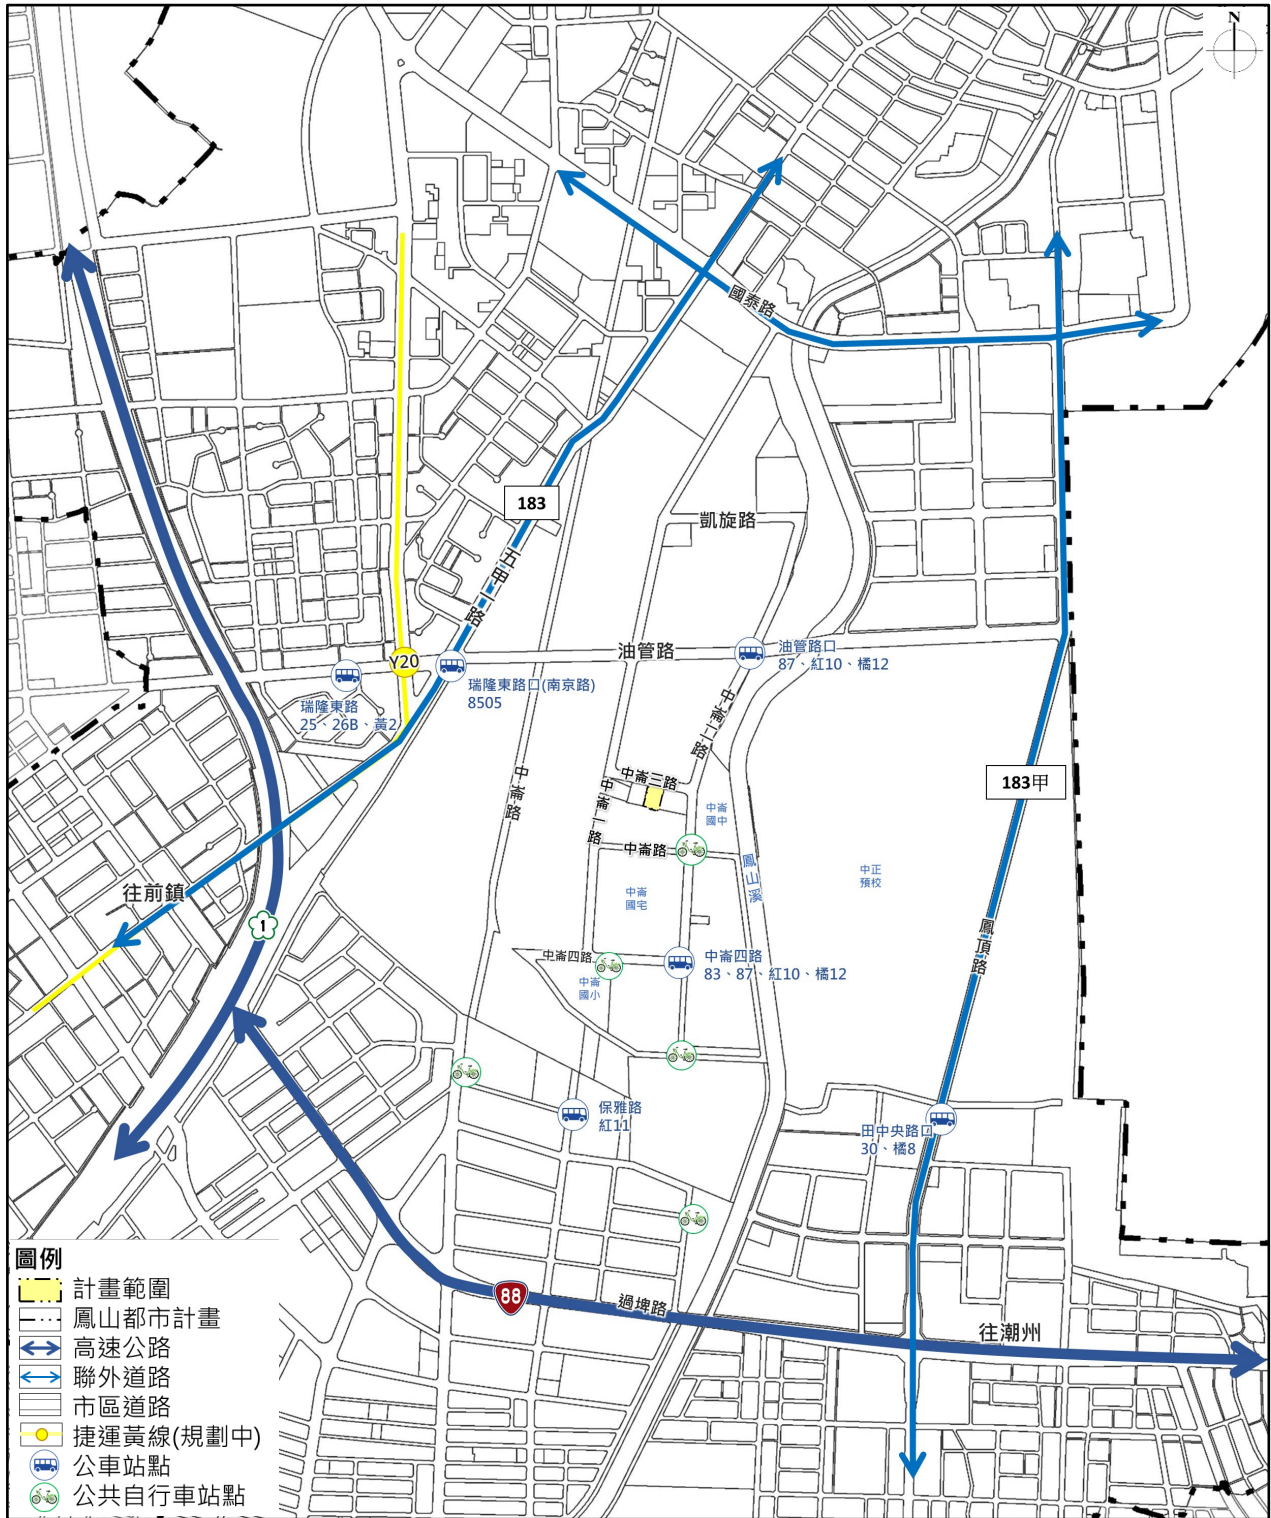 N
國泰路
183
凱旋路
五甲一路
油管路
油管路口
87、紅10、橘12
Y20
瑞隆東路口(南京路)
8505
瑞隆東路
25、26B、黃2
中崙二路
183甲
中崙路
中崙三路
中崙一路
中崙
國中
中崙路
鳳山溪
中正
預校
往前鎮
中崙
國宅
1
鳳頂路
中崙四路
中崙四路
83、87、紅10、橘12
中崙
國小
保雅路
紅11
田中央路口
30、橘8
88
過埤路
往潮州
圖例
計畫範圍
鳳山都市計畫
高速公路
聯外道路
市區道路
捷運黃線(規劃中)
公車站點
公共自行車站點